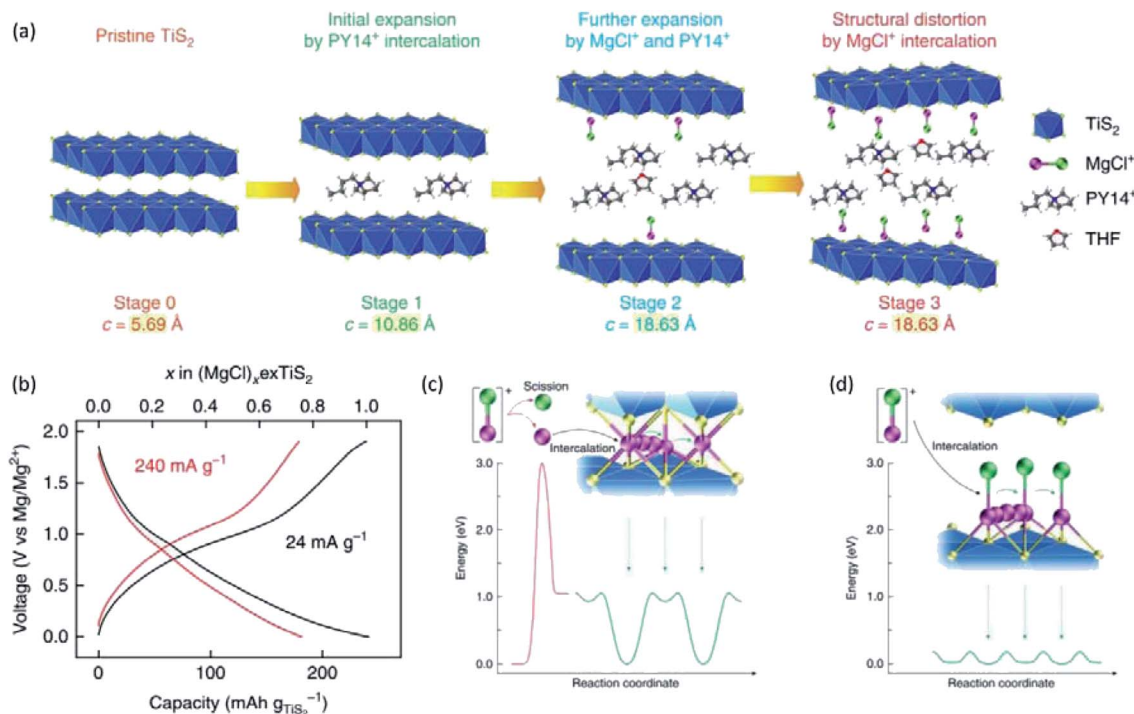 (a)
Pristine TiS₂
Initial expansion
by PY14⁺ intercalation
Further expansion
by MgCl⁺ and PY14⁺
Structural distortion
by MgCl⁺ intercalation
TiS₂
MgCl⁺
PY14⁺
THF
Stage 0
c = 5.69 Å
Stage 1
c = 10.86 Å
Stage 2
c = 18.63 Å
Stage 3
c = 18.63 Å
(b)
x in (MgCl)ₓexTiS₂
0.0 0.2 0.4 0.6 0.8 1.0
2.0
1.5
1.0
0.5
0.0
Voltage (V vs Mg/Mg²⁺)
240 mA g⁻¹
24 mA g⁻¹
0 100 200
Capacity (mAh g_TiS₂⁻¹)
(c)
+
Scission
Intercalation
3.0
2.0
1.0
0.0
Energy (eV)
Reaction coordinate
(d)
+
Intercalation
3.0
2.0
1.0
0.0
Energy (eV)
Reaction coordinate